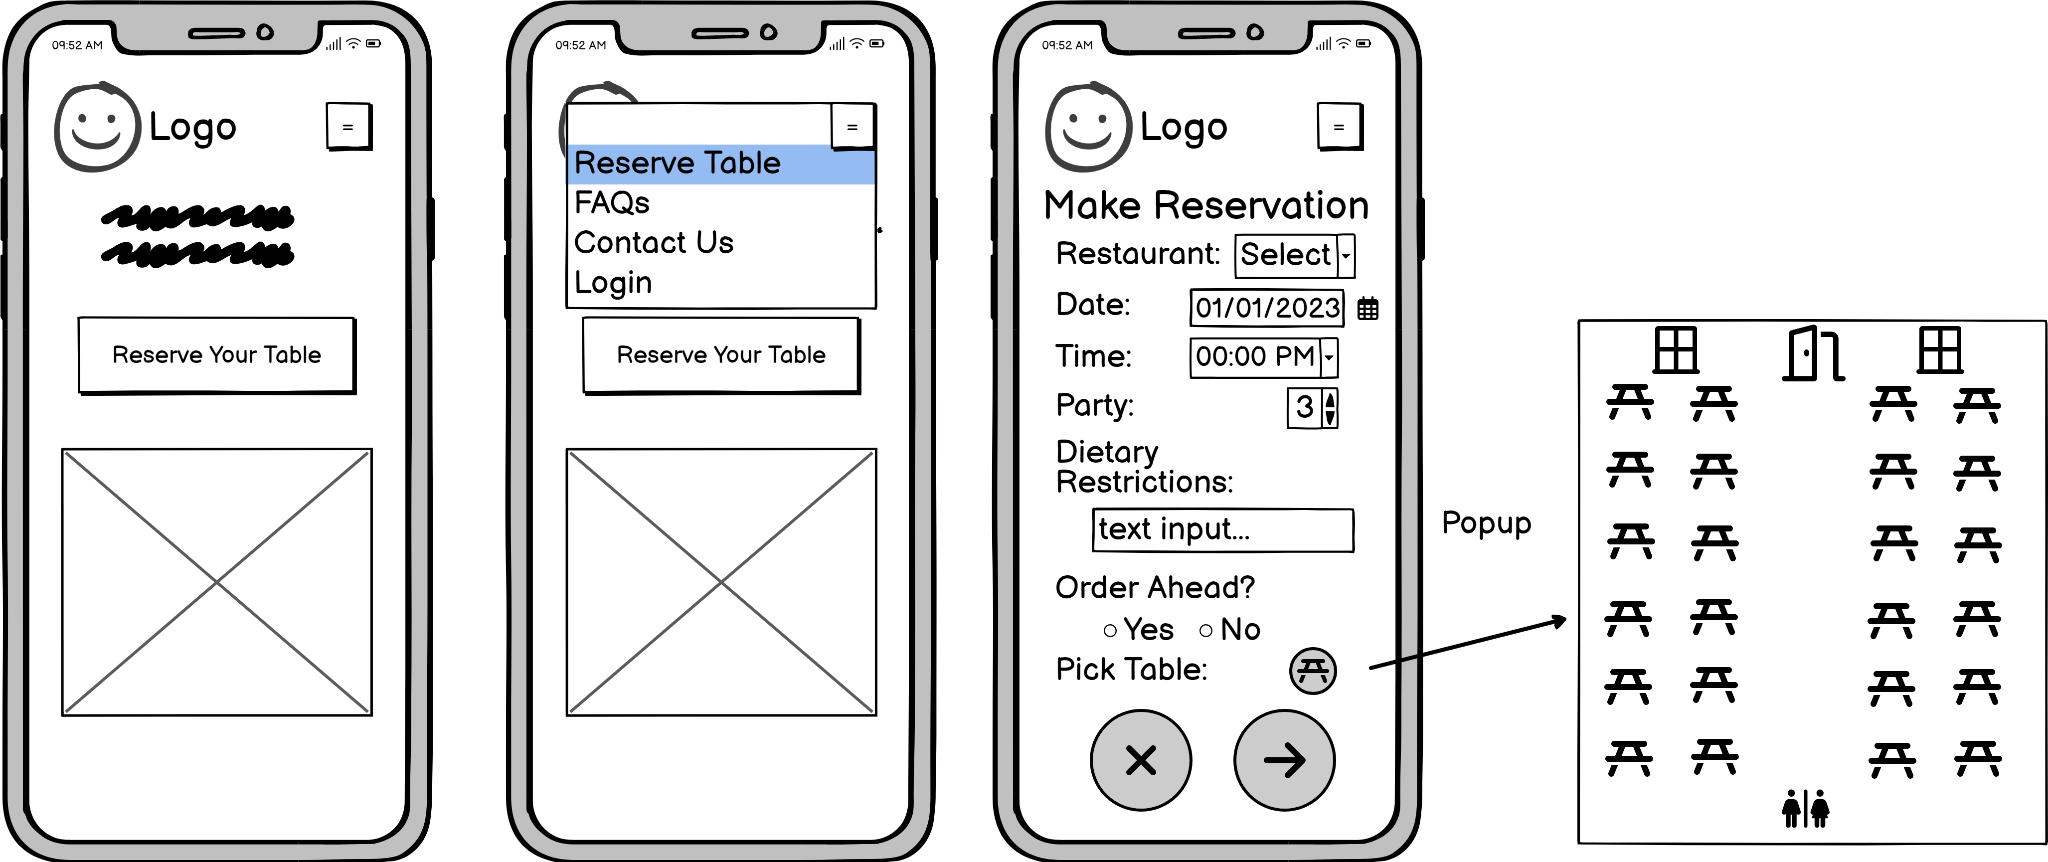 09:52 AM
Logo
=
Reserve Your Table
09:52 AM
=
Reserve Table
FAQs
Contact Us
Login
Reserve Your Table
09:52 AM
Logo
=
Make Reservation
Restaurant: Select
Date: 01/01/2023
Time: 00:00 PM
Party: 3
Dietary
Restrictions:
text input...
Order Ahead?
Yes No
Pick Table:
Popup